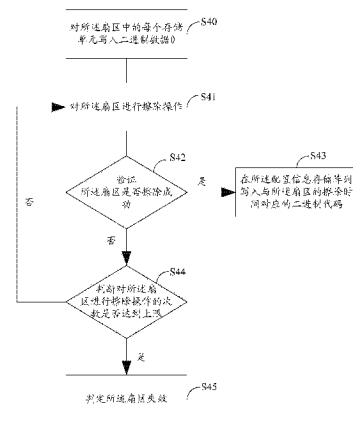 S40
对所述扇区中的每个存储
单元写入二进制数据0
S41
对所述扇区进行擦除操作
S42
验证
所述扇区是否擦除成
功
是
S43
在所述配置信息存储阵列
写入与所述扇区的擦除时
间对应的二进制代码
否
否
S44
判断对所述扇
区进行擦除操作的次
数是否达到上限
是
S45
判定所述扇区失效